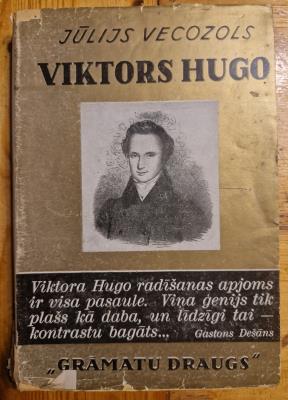 JŪLIJS VECOZOLS
VIKTORS HUGO
Viktora Hugo radīšanas apjoms
ir visa pasaule. Viņa ģenijs tik
plašs kā daba, un līdzīgi tai —
kontrastu bagāts...
Gastons Dešāns
„GRĀMATU DRAUGS"